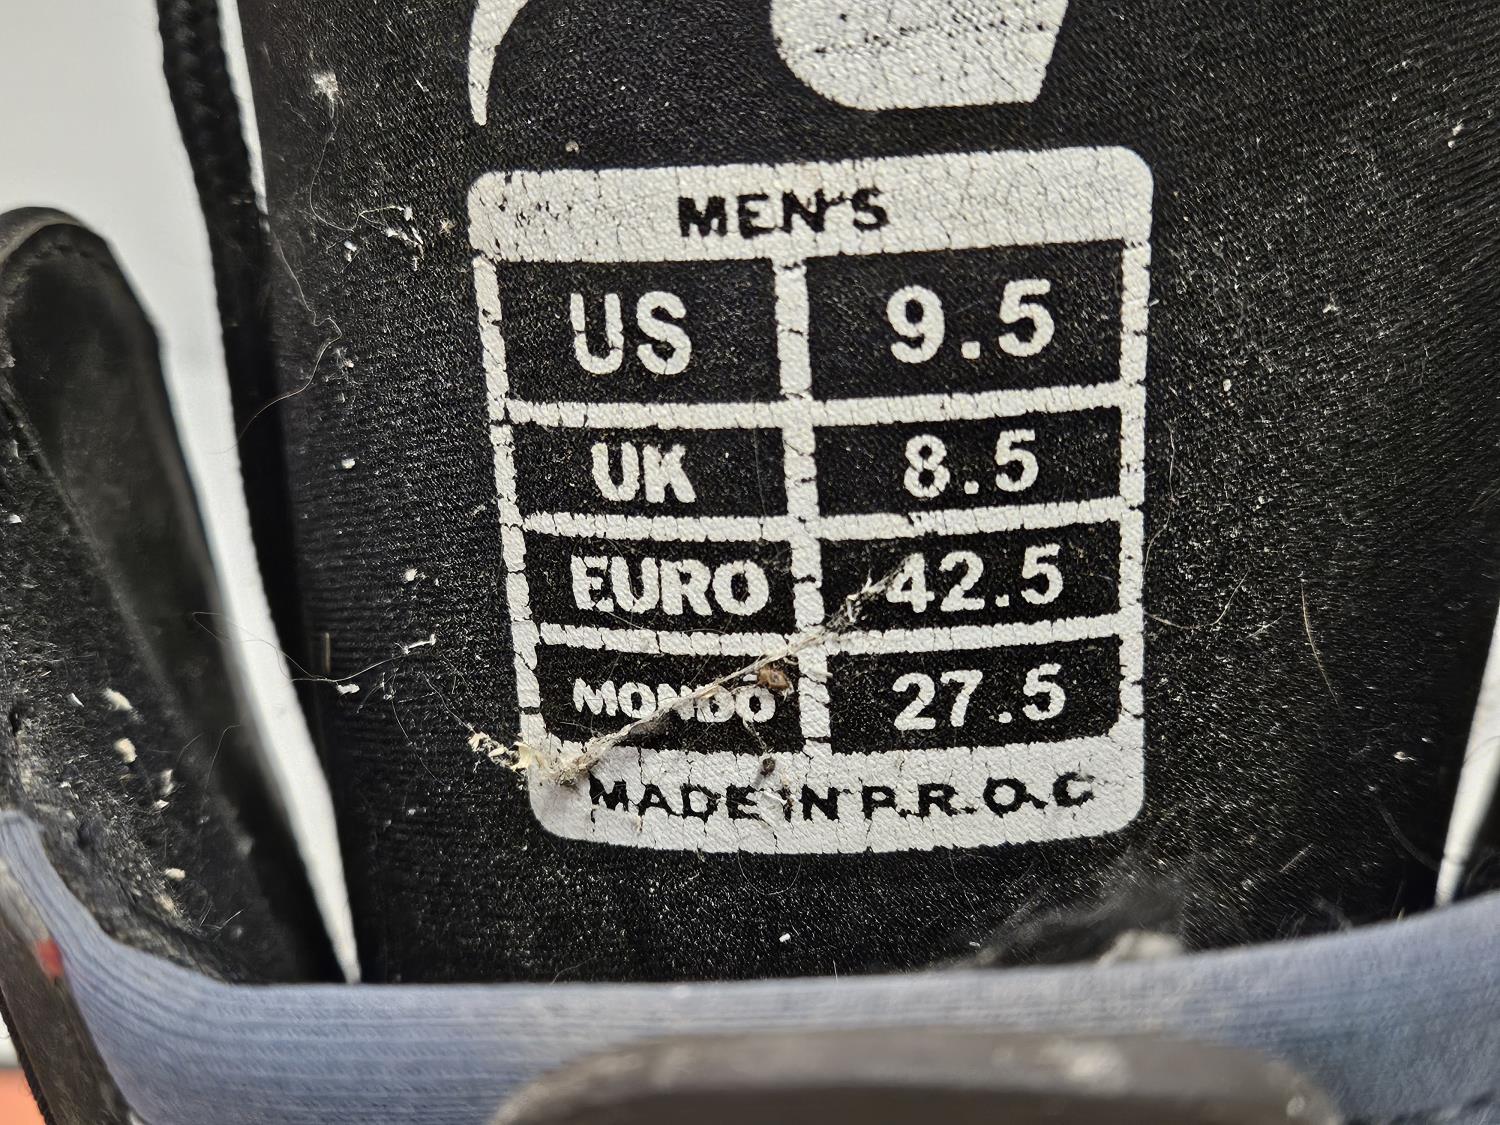 MEN'S
US 9.5
UK 8.5
EURO 42.5
MONDO 27.5
MADE IN P.R.O.C